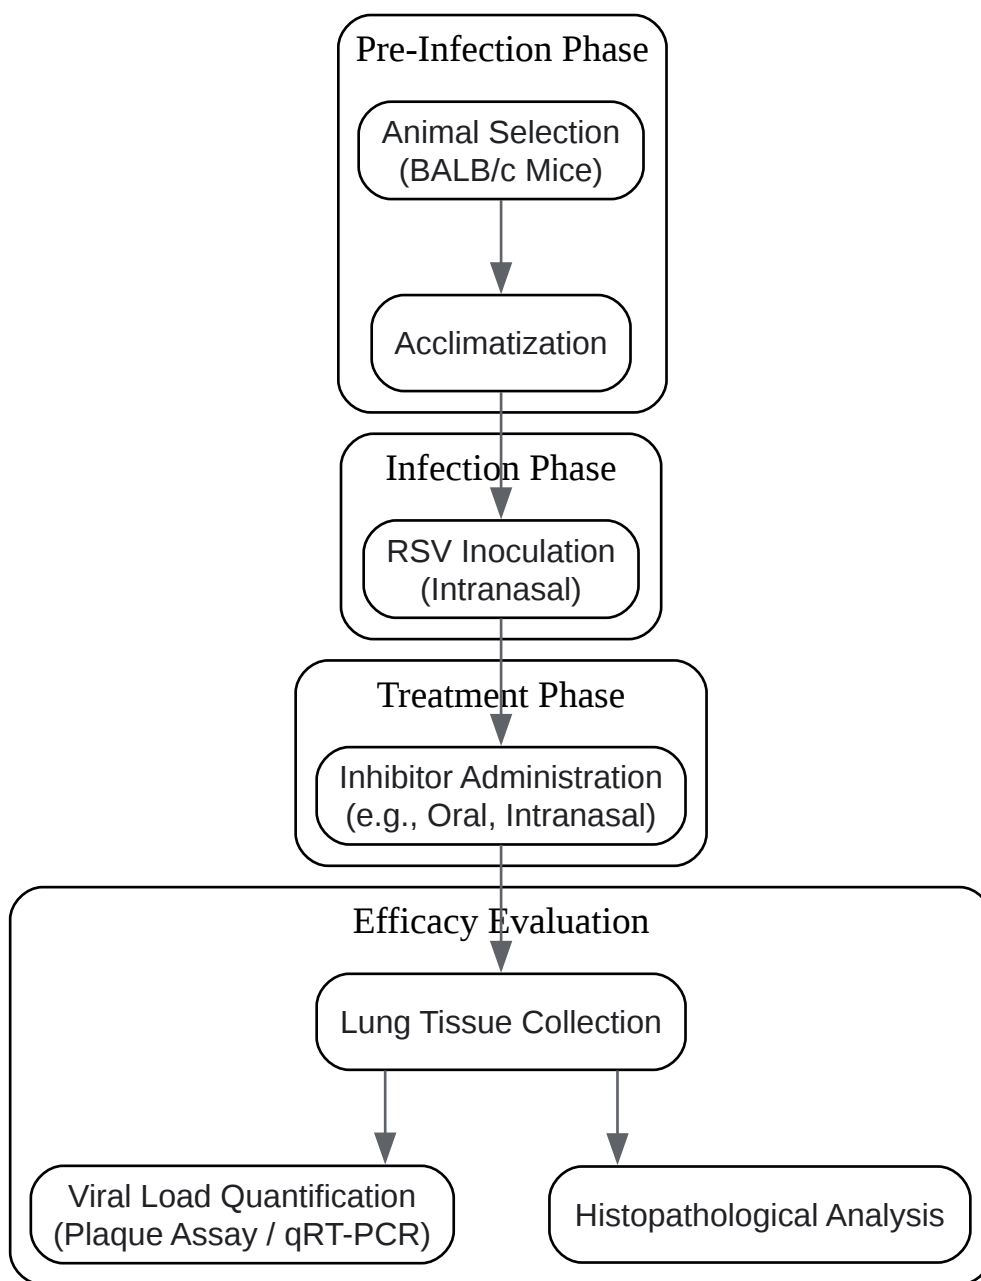 Pre-Infection Phase
Animal Selection
(BALB/c Mice)
Acclimatization
Infection Phase
RSV Inoculation
(Intranasal)
Treatment Phase
Inhibitor Administration
(e.g., Oral, Intranasal)
Efficacy Evaluation
Lung Tissue Collection
Viral Load Quantification
(Plaque Assay / qRT-PCR)
Histopathological Analysis